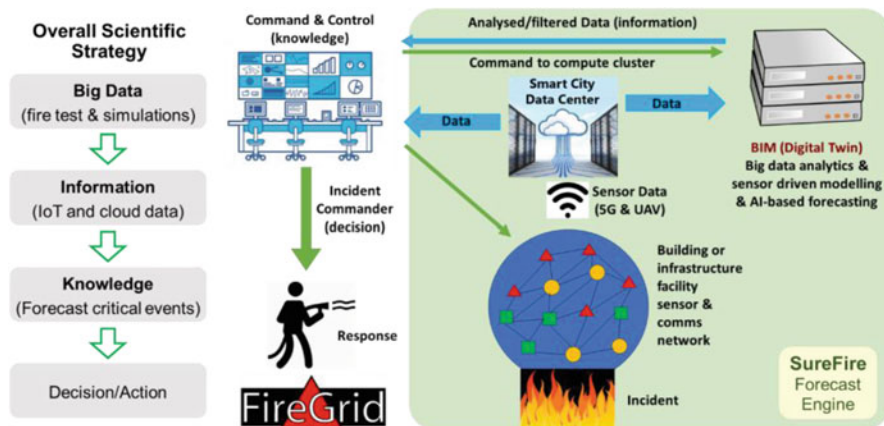 Overall Scientific
Strategy
Big Data
(fire test & simulations)
Information
(IoT and cloud data)
Knowledge
(Forecast critical events)
Decision/Action
Command & Control
(knowledge)
Incident
Commander
(decision)
Response
FireGrid
Analysed/filtered Data (information)
Command to compute cluster
Smart City
Data Center
Data
Data
BIM (Digital Twin)
Big data analytics &
sensor driven modelling
& AI-based forecasting
Sensor Data
(5G & UAV)
Building or
infrastructure
facility
sensor &
comms
network
Incident
SureFire
Forecast
Engine